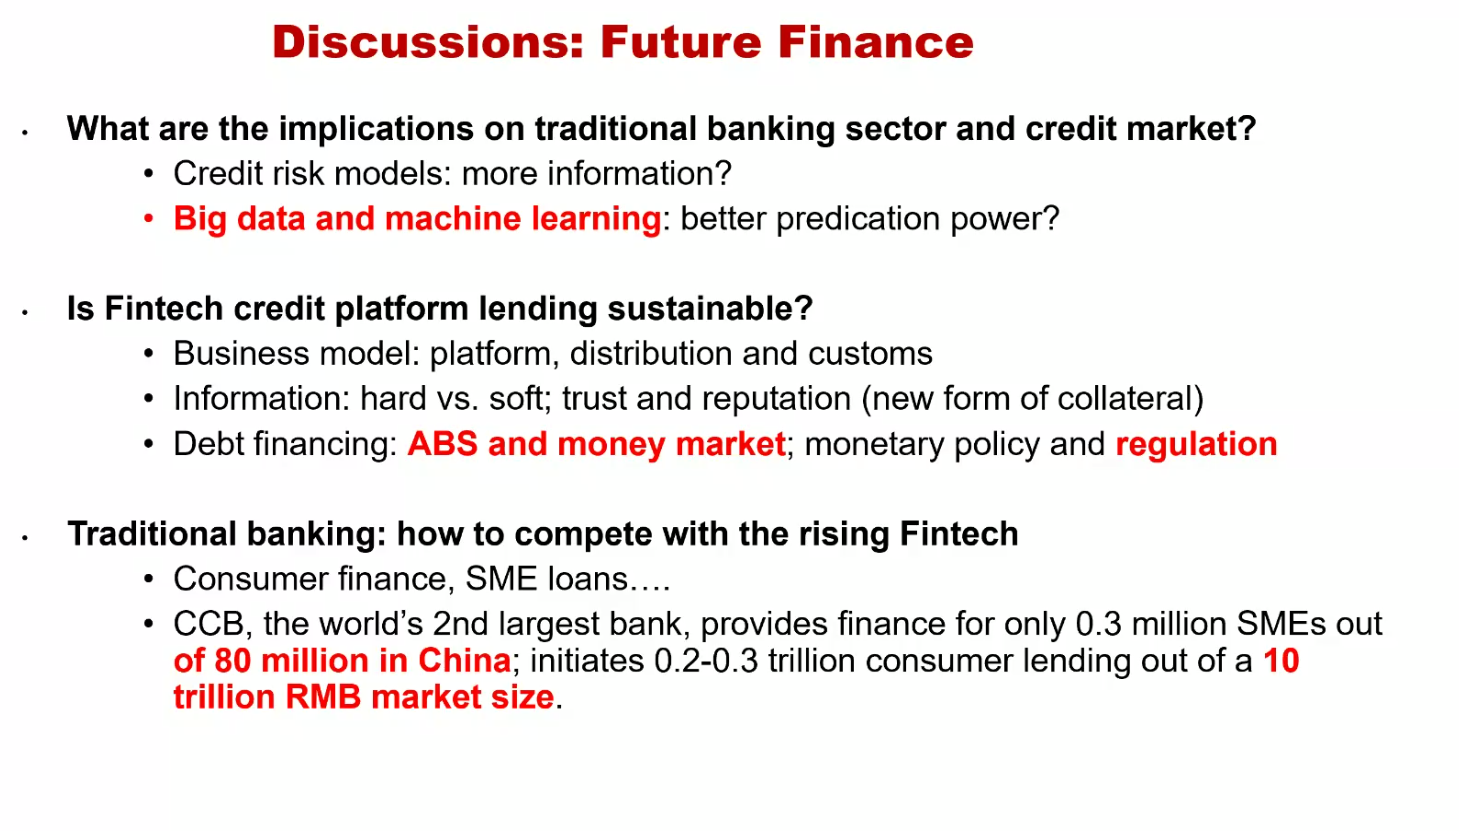 Discussions: Future Finance
• What are the implications on traditional banking sector and credit market?
• Credit risk models: more information?
• Big data and machine learning: better predication power?
• Is Fintech credit platform lending sustainable?
• Business model: platform, distribution and customs
• Information: hard vs. soft; trust and reputation (new form of collateral)
• Debt financing: ABS and money market; monetary policy and regulation
• Traditional banking: how to compete with the rising Fintech
• Consumer finance, SME loans….
• CCB, the world’s 2nd largest bank, provides finance for only 0.3 million SMEs out
of 80 million in China; initiates 0.2-0.3 trillion consumer lending out of a 10
trillion RMB market size.